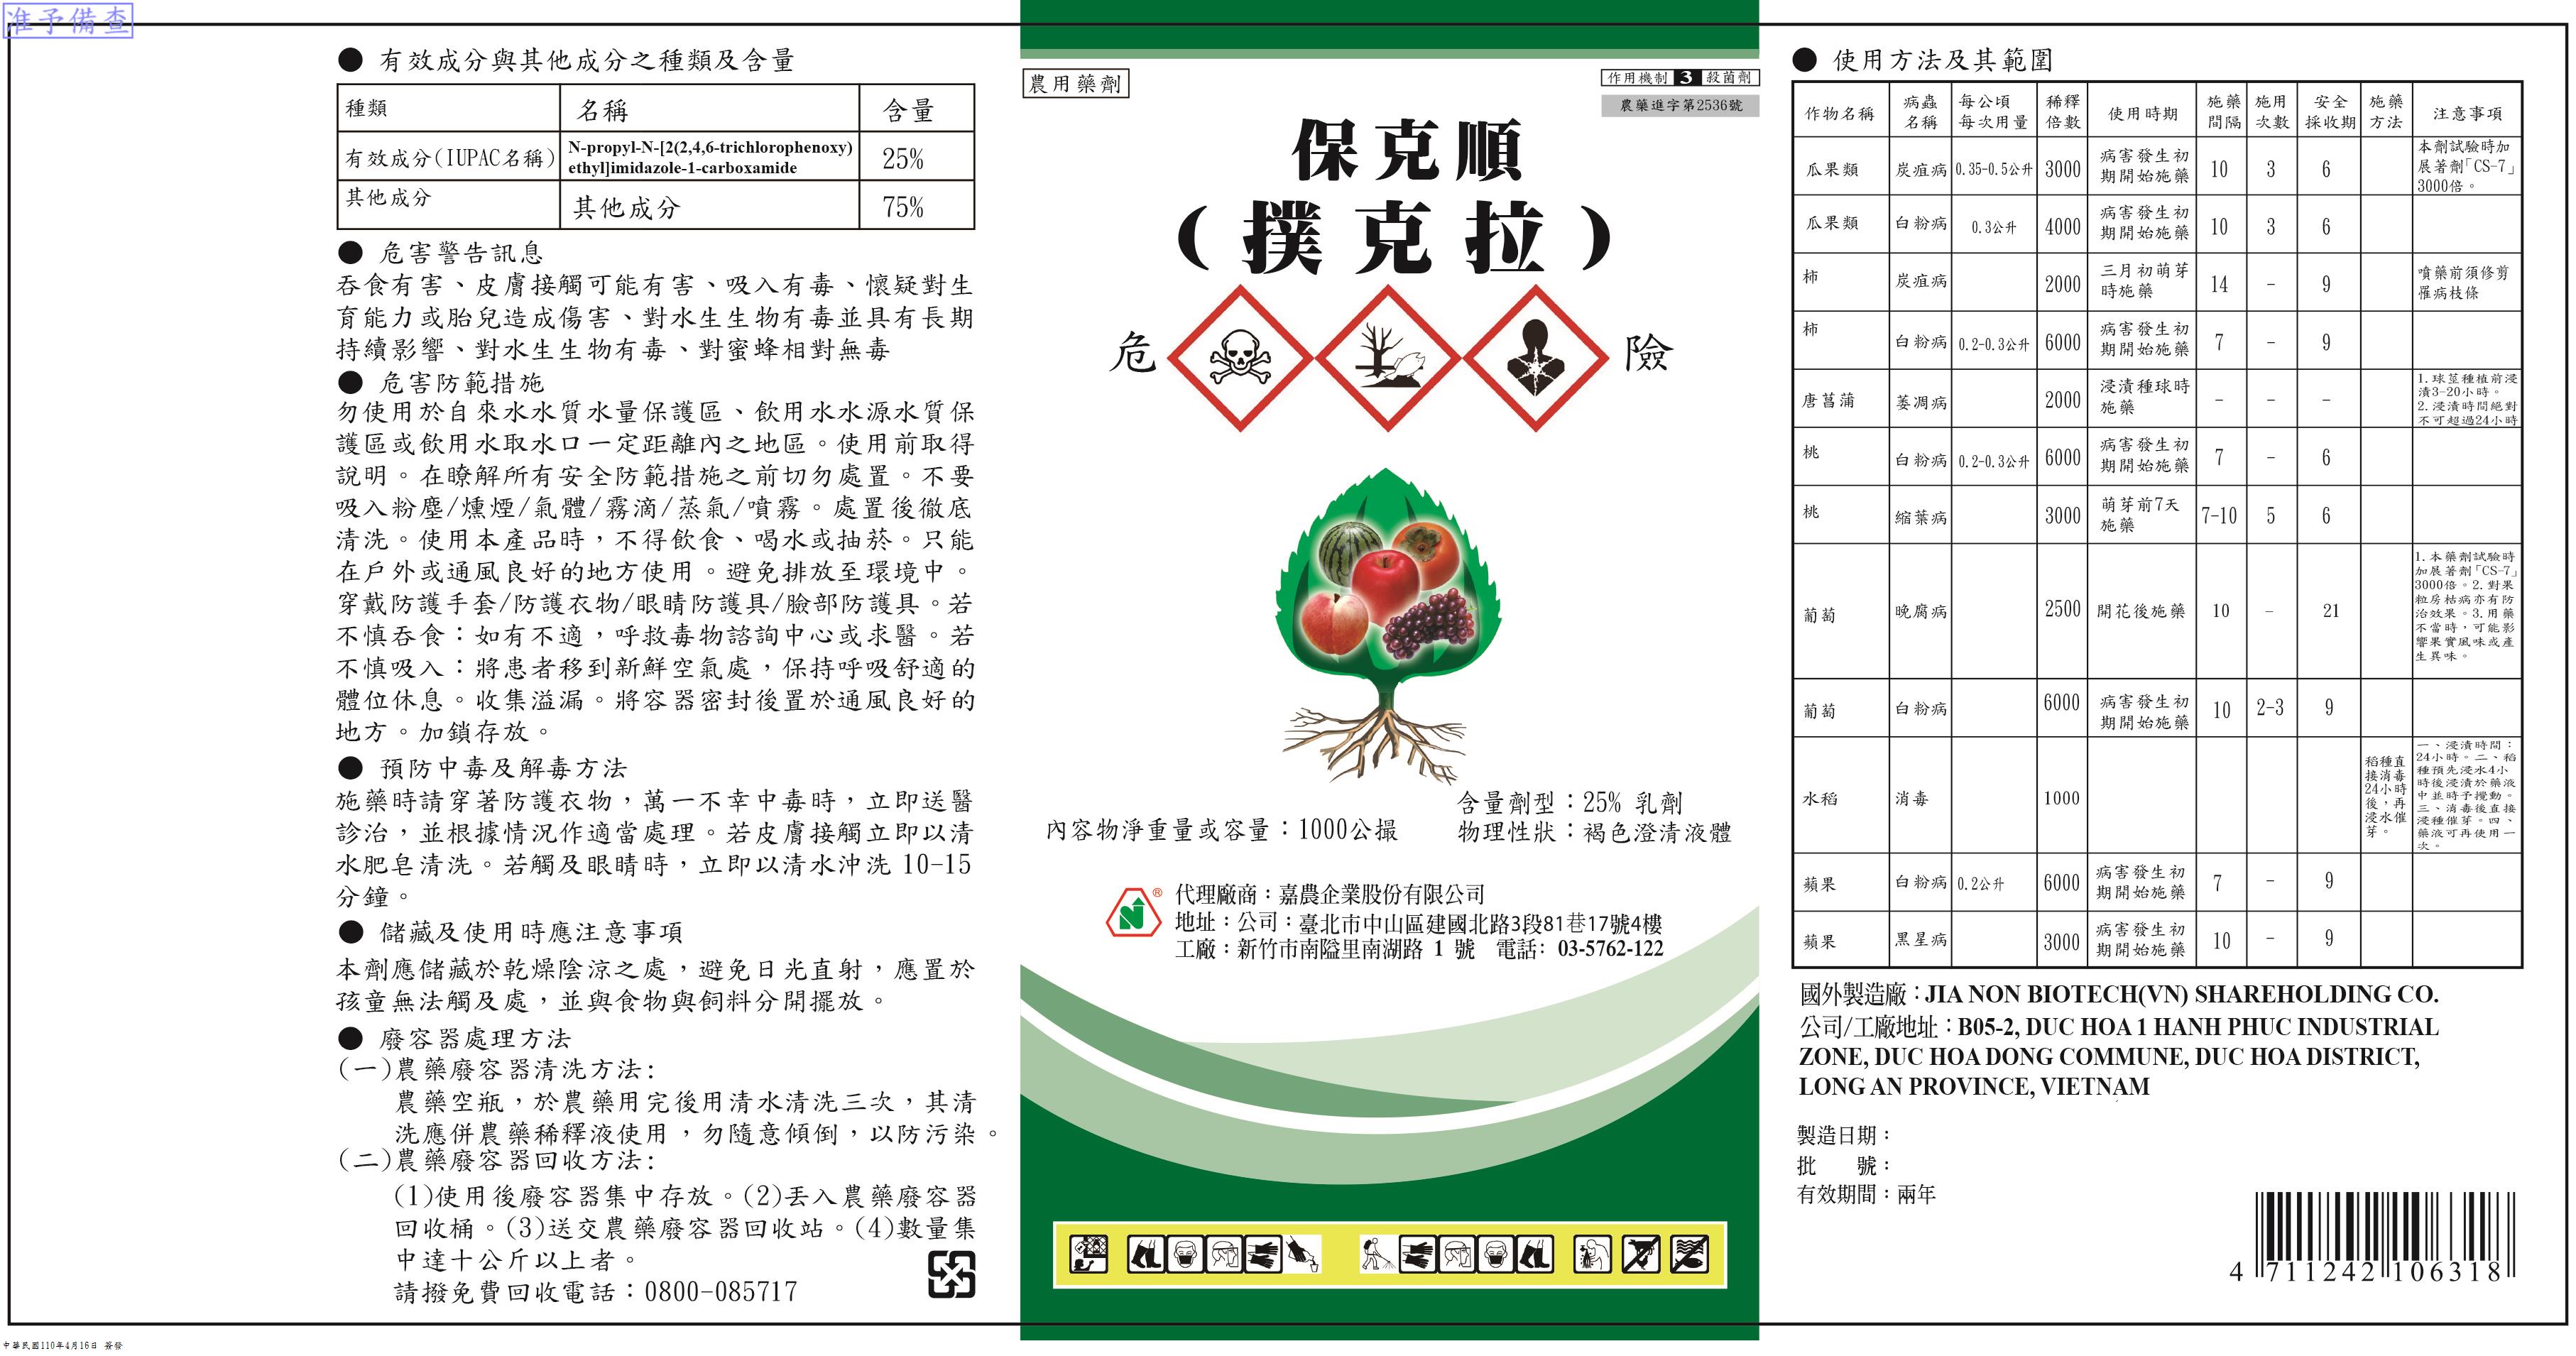 准予備查
● 有效成分與其他成分之種類及含量
種類 名稱 含量
有效成分(IUPAC名稱) N-propyl-N-[2(2,4,6-trichlorophenoxy) 25%
ethyl]imidazole-1-carboxamide
其他成分 其他成分 75%
● 危害警告訊息
吞食有害、皮膚接觸可能有害、吸入有毒、懷疑對生
育能力或胎兒造成傷害、對水生生物有毒並具有長期
持續影響、對水生生物有毒、對蜜蜂相對無毒
● 危害防範措施
勿使用於自來水水質水量保護區、飲用水水源水質保
護區或飲用水取水口一定距離內之地區。使用前取得
說明。在瞭解所有安全防範措施之前切勿處置。不要
吸入粉塵/燻煙/氣體/霧滴/蒸氣/噴霧。處置後徹底
清洗。使用本產品時，不得飲食、喝水或抽菸。只能
在戶外或通風良好的地方使用。避免排放至環境中。
穿戴防護手套/防護衣物/眼睛防護具/臉部防護具。若
不慎吞食：如有不適，呼救毒物諮詢中心或求醫。若
不慎吸入：將患者移到新鮮空氣處，保持呼吸舒適的
體位休息。收集溢漏。將容器密封後置於通風良好的
地方。加鎖存放。
● 預防中毒及解毒方法
施藥時請穿著防護衣物，萬一不幸中毒時，立即送醫
診治，並根據情況作適當處理。若皮膚接觸立即以清
水肥皂清洗。若觸及眼睛時，立即以清水沖洗 10-15
分鐘。
● 儲藏及使用時應注意事項
本劑應儲藏於乾燥陰涼之處，避免日光直射，應置於
孩童無法觸及處，並與食物與飼料分開擺放。
● 廢容器處理方法
(一)農藥廢容器清洗方法:
農藥空瓶，於農藥用完後用清水清洗三次，其清
洗應併農藥稀釋液使用，勿隨意傾倒，以防污染。
(二)農藥廢容器回收方法:
(1)使用後廢容器集中存放。(2)丟入農藥廢容器
回收桶。(3)送交農藥廢容器回收站。(4)數量集
中達十公斤以上者。
請撥免費回收電話：0800-085717
中華民國110年4月16日 簽發
農用藥劑
作用機制 3 殺菌劑
農藥進字第2536號
保克順
(撲克拉)
危 險
含量劑型：25% 乳劑
內容物淨重量或容量：1000公撮 物理性狀：褐色澄清液體
®
代理廠商：嘉農企業股份有限公司
地址：公司：臺北市中山區建國北路3段81巷17號4樓
工廠：新竹市南隘里南湖路 1 號 電話: 03-5762-122
● 使用方法及其範圍
作物名稱 病蟲名稱 每公頃每次用量 稀釋倍數 使用時期 施藥間隔 施用次數 安全採收期 施藥方法 注意事項
瓜果類 炭疽病 0.35-0.5公升 3000 病害發生初期開始施藥 10 3 6 本劑試驗時加展著劑「CS-7」3000倍。
瓜果類 白粉病 0.3公升 4000 病害發生初期開始施藥 10 3 6
柿 炭疽病 2000 三月初萌芽時施藥 14 - 9 噴藥前須修剪罹病枝條
柿 白粉病 0.2-0.3公升 6000 病害發生初期開始施藥 7 - 9
唐菖蒲 萎凋病 2000 浸漬種球時施藥 - - - 1.球莖種植前浸漬3-20小時。2.浸漬時間絕對不可超過24小時
桃 白粉病 0.2-0.3公升 6000 病害發生初期開始施藥 7 - 6
桃 縮葉病 3000 萌芽前7天施藥 7-10 5 6
葡萄 晚腐病 2500 開花後施藥 10 - 21 1.本藥劑試驗時加展著劑「CS-7」3000倍。2.對果粒房枯病亦有防治效果。3.用藥不當時，可能影響果實風味或產生異味。
葡萄 白粉病 6000 病害發生初期開始施藥 10 2-3 9
水稻 消毒 1000 稻種直接消毒24小時後，再浸水催芽。 一、浸漬時間：24小時。二、稻種預先浸水4小時後浸漬於藥液中並時予攪動。三、消毒後直接浸種催芽。四、藥液可再使用一次。
蘋果 白粉病 0.2公升 6000 病害發生初期開始施藥 7 - 9
蘋果 黑星病 3000 病害發生初期開始施藥 10 - 9
國外製造廠：JIA NON BIOTECH(VN) SHAREHOLDING CO.
公司/工廠地址：B05-2, DUC HOA 1 HANH PHUC INDUSTRIAL
ZONE, DUC HOA DONG COMMUNE, DUC HOA DISTRICT,
LONG AN PROVINCE, VIETNAM
製造日期：
批 號：
有效期間：兩年
4 711242 106318